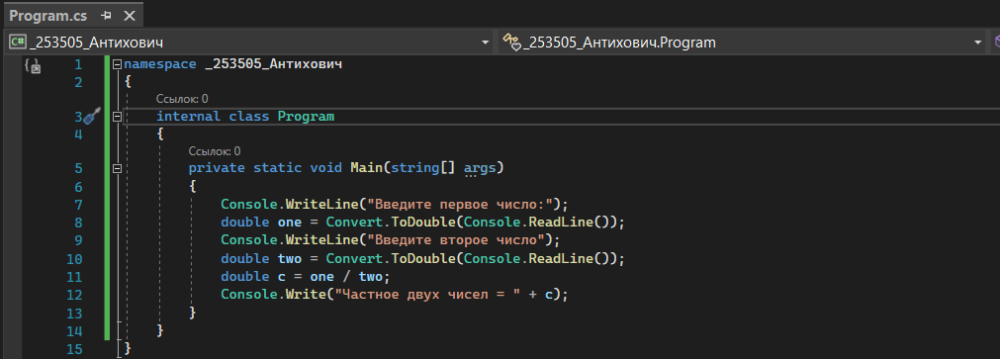 Program.cs
C# _253505_Антихович
_253505_Антихович.Program
1 namespace _253505_Антихович
2 {
Ссылок: 0
3 internal class Program
4 {
Ссылок: 0
5 private static void Main(string[] args)
6 {
7 Console.WriteLine("Введите первое число:");
8 double one = Convert.ToDouble(Console.ReadLine());
9 Console.WriteLine("Введите второе число");
10 double two = Convert.ToDouble(Console.ReadLine());
11 double c = one / two;
12 Console.Write("Частное двух чисел = " + c);
13 }
14 }
15 }